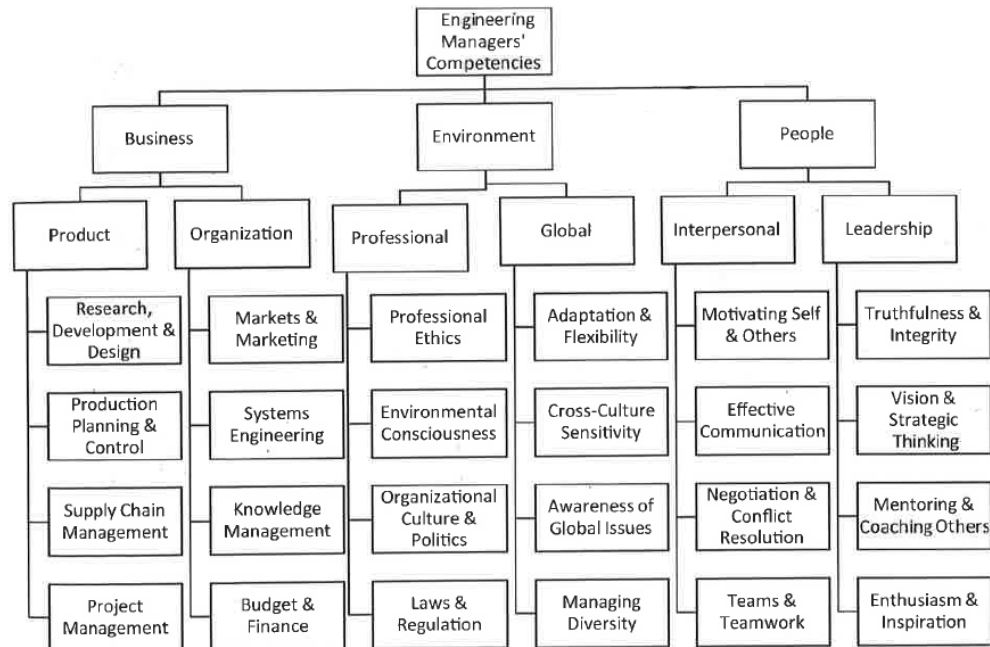 Engineering
Managers'
Competencies
Business
Environment
People
Product
Organization
Professional
Global
Interpersonal
Leadership
Research,
Development &
Design
Markets &
Marketing
Professional
Ethics
Adaptation &
Flexibility
Motivating Self
& Others
Truthfulness &
Integrity
Production
Planning &
Control
Systems
Engineering
Environmental
Consciousness
Cross-Culture
Sensitivity
Effective
Communication
Vision &
Strategic
Thinking
Supply Chain
Management
Knowledge
Management
Organizational
Culture &
Politics
Awareness of
Global Issues
Negotiation &
Conflict
Resolution
Mentoring &
Coaching Others
Project
Management
Budget &
Finance
Laws &
Regulation
Managing
Diversity
Teams &
Teamwork
Enthusiasm &
Inspiration